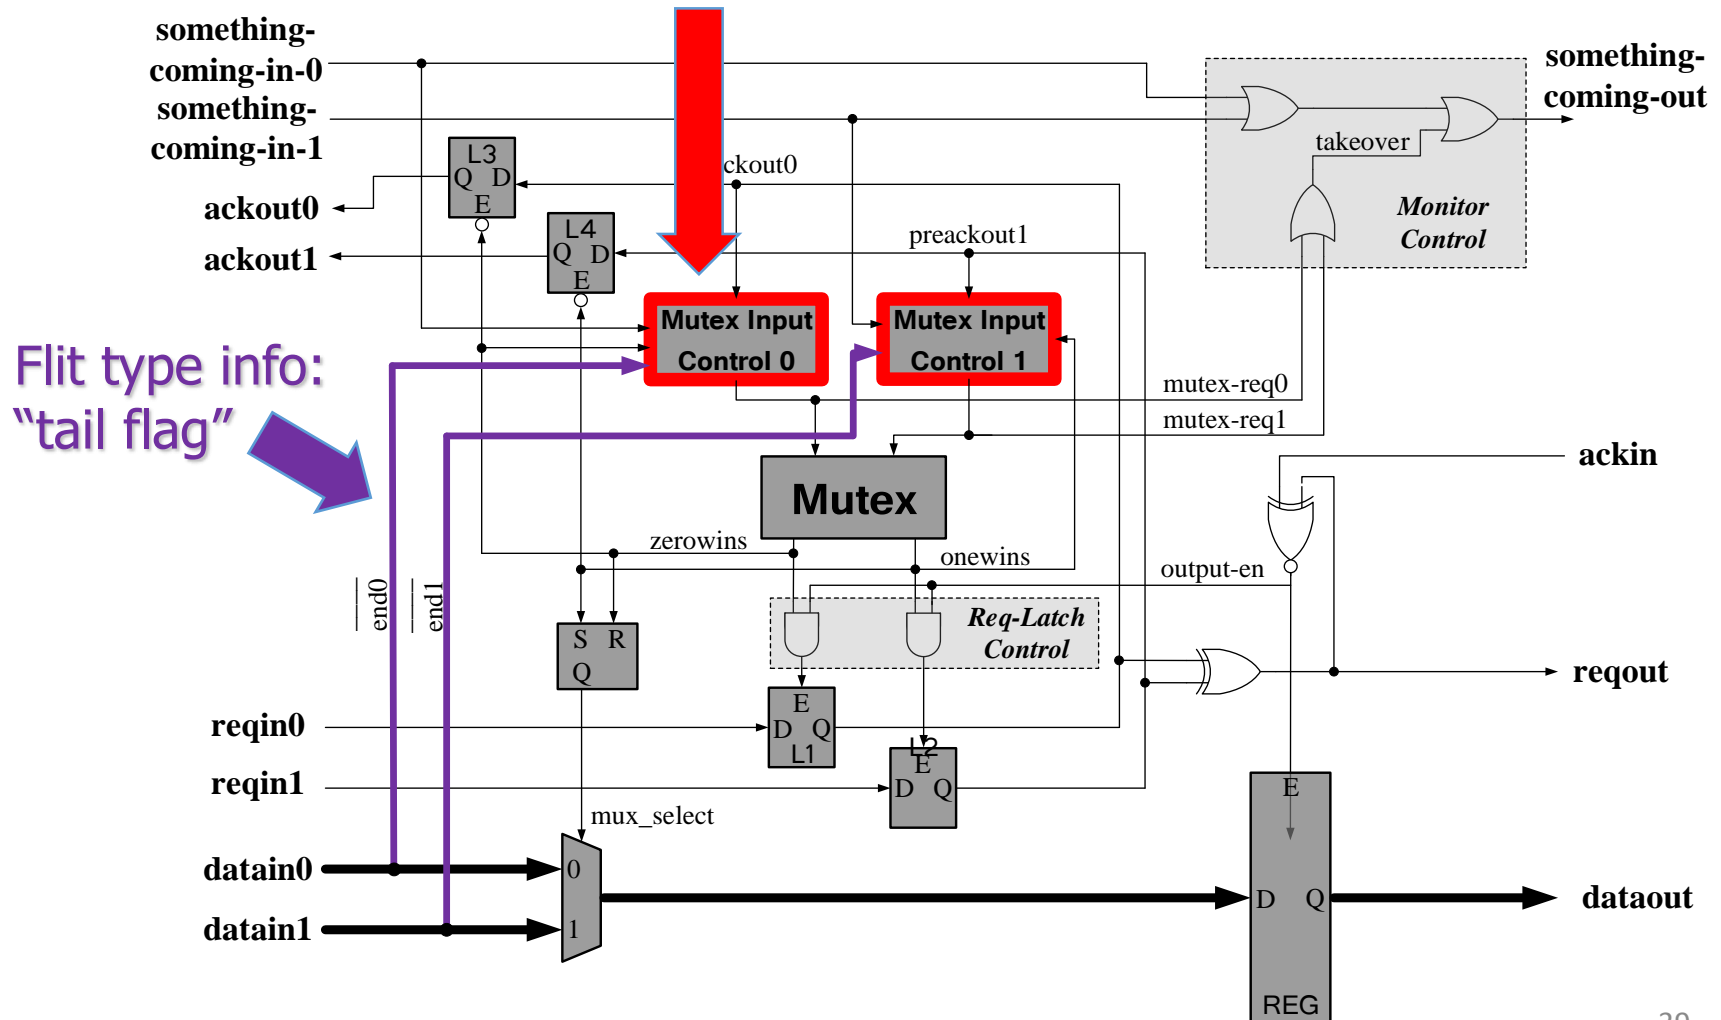 something-
coming-in-0
something-
coming-in-1
something-
coming-out
L3
Q D
E
ckout0
takeover
Monitor
Control
ackout0
L4
Q D
E
preackout1
ackout1
Mutex Input
Control 0
Mutex Input
Control 1
Flit type info:
“tail flag”
mutex-req0
mutex-req1
ackin
Mutex
zerowins
onewins
output-en
end0
end1
Req-Latch
Control
S R
Q
E
D Q
L1
reqin0
reqout
L2
E
D Q
reqin1
mux_select
E
datain0
0
D Q
dataout
datain1
1
REG